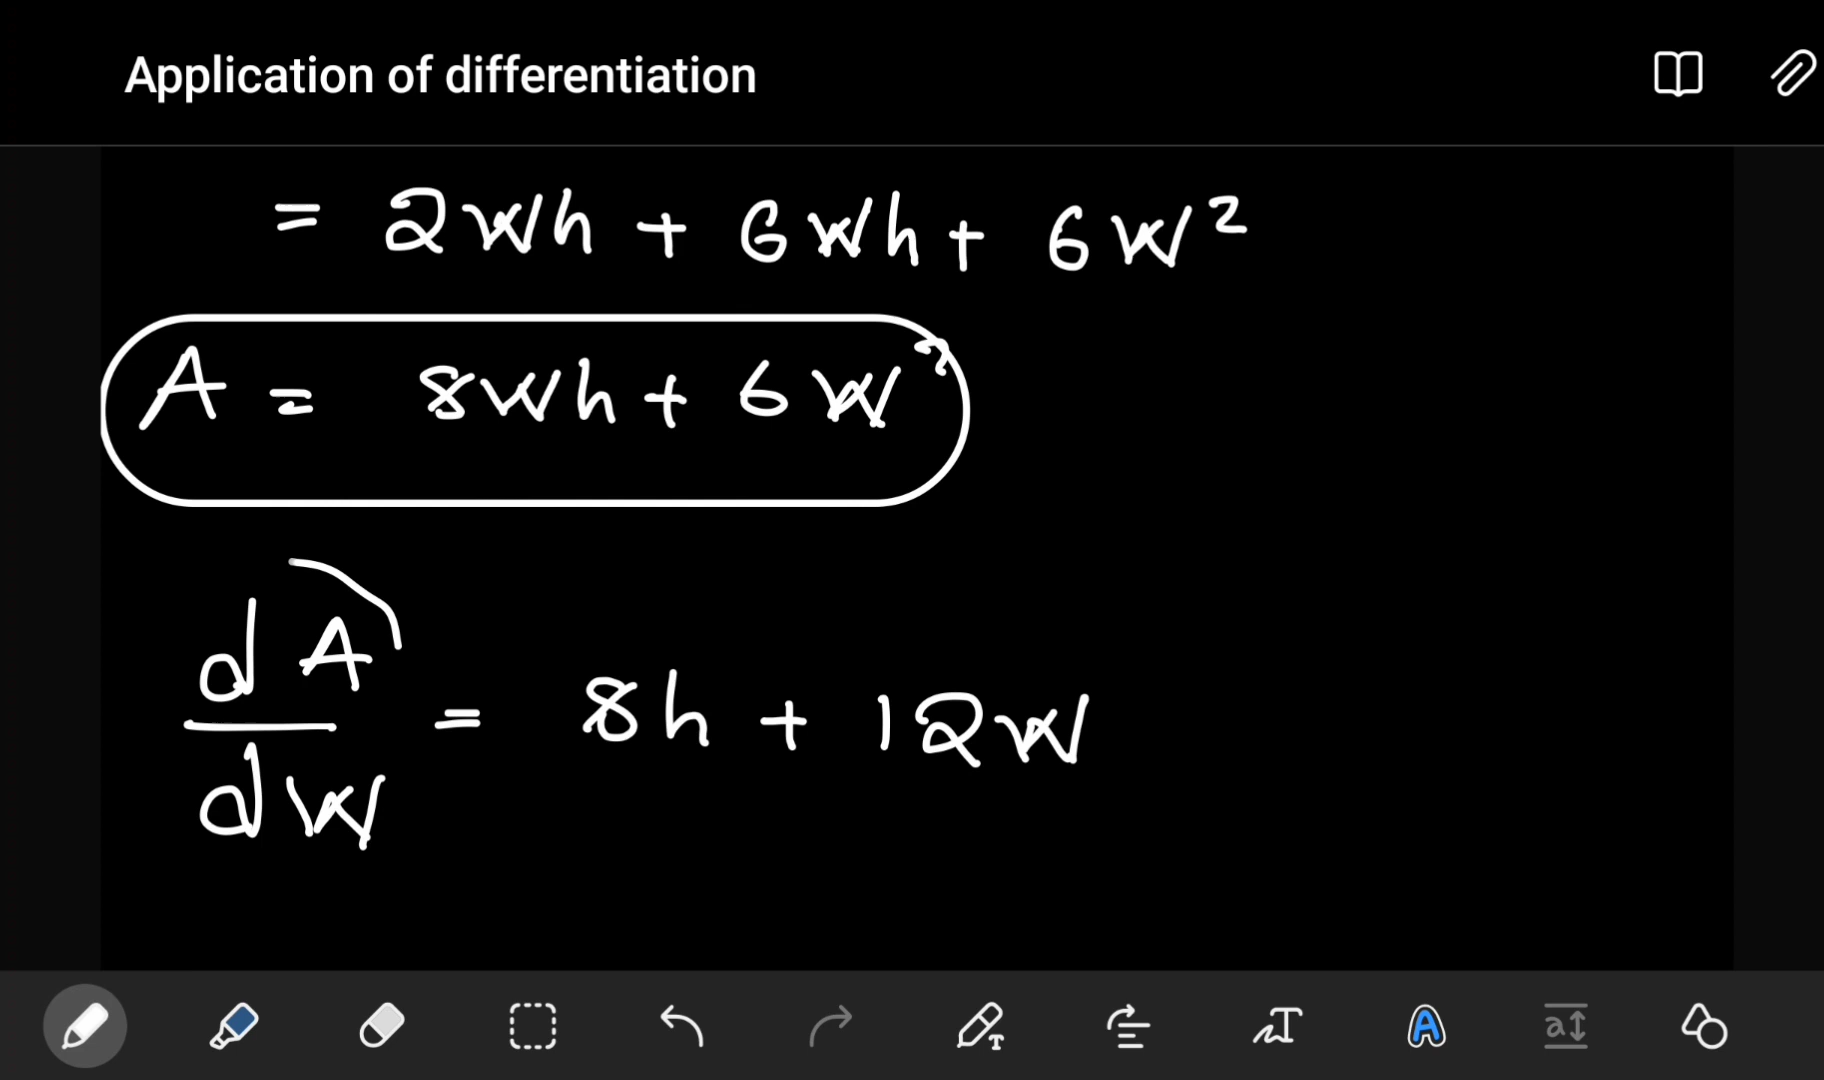 Application of differentiation
= 2wh + 6wh + 6w²
A = 8wh + 6w²
dA/dw = 8h + 12w